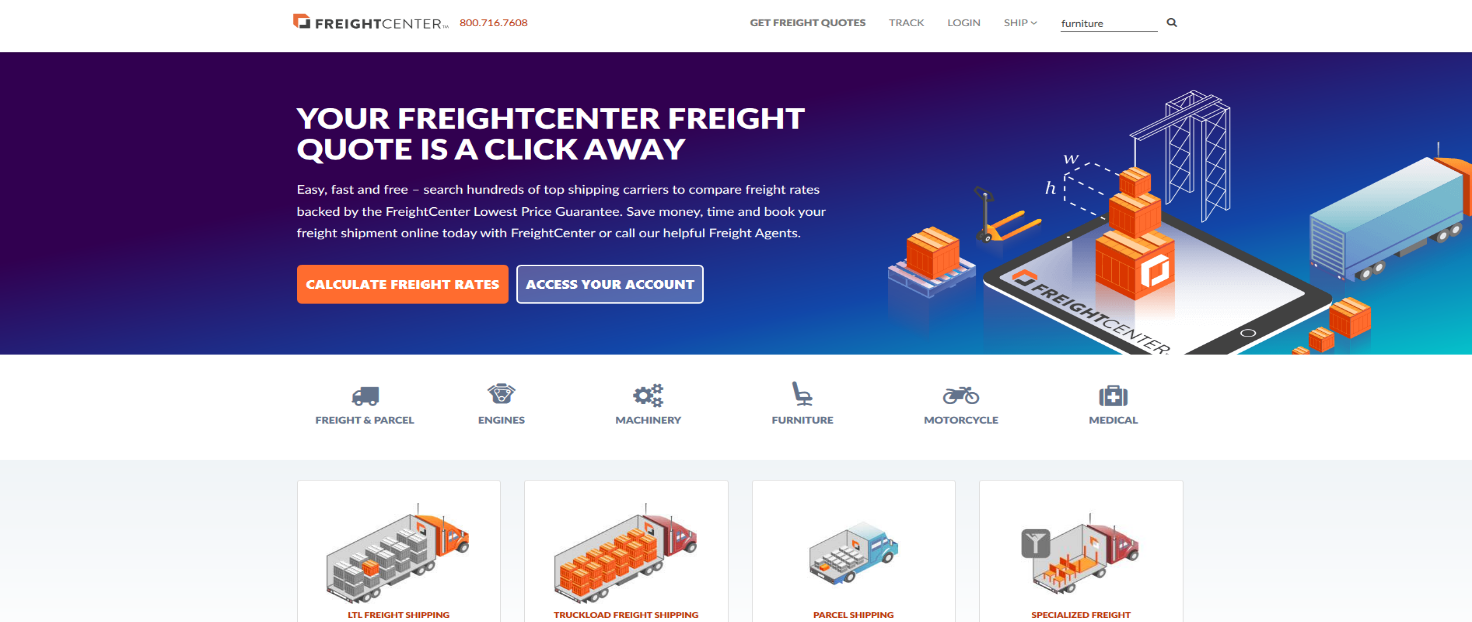 FREIGHTCENTER TM 800.716.7608 GET FREIGHT QUOTES TRACK LOGIN SHIP furniture
YOUR FREIGHTCENTER FREIGHT
QUOTE IS A CLICK AWAY
Easy, fast and free – search hundreds of top shipping carriers to compare freight rates
backed by the FreightCenter Lowest Price Guarantee. Save money, time and book your
freight shipment online today with FreightCenter or call our helpful Freight Agents.
CALCULATE FREIGHT RATES ACCESS YOUR ACCOUNT
w
h
FREIGHTCENTER
FREIGHT & PARCEL ENGINES MACHINERY FURNITURE MOTORCYCLE MEDICAL
LTL FREIGHT SHIPPING TRUCKLOAD FREIGHT SHIPPING PARCEL SHIPPING SPECIALIZED FREIGHT